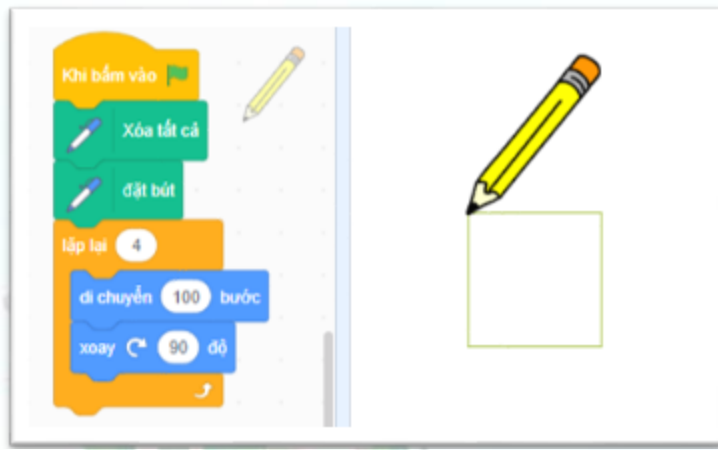 Khi bấm vào
Xóa tất cả
đặt bút
lặp lại 4
di chuyển 100 bước
xoay 90 độ